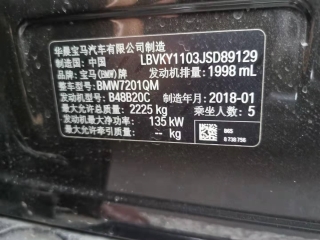 华晨宝马汽车有限公司制造
制造国：中国 LBVKY1103JSD89129
品牌：宝马(BMW)牌 发动机排量：1998 mL
整车型号：BMW7201QM
发动机型号：B48B20C 制造年月：2018-01
最大允许总质量：2225 kg 乘坐人数：5
发动机最大净功率：135 kW
最大允许牵引质量：-- kg